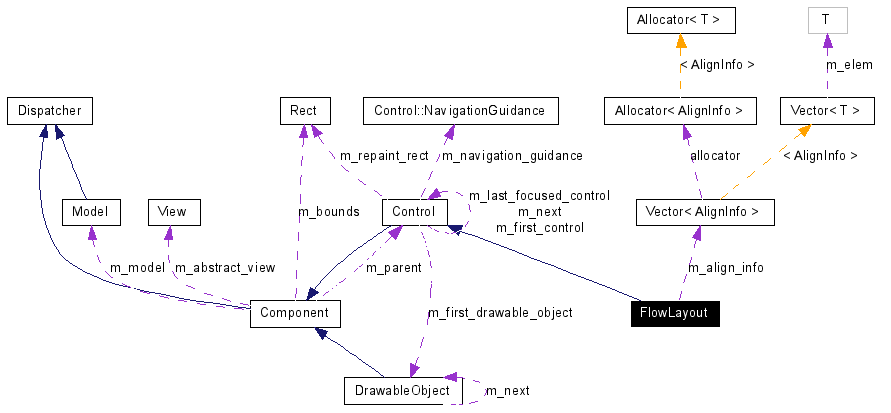 Allocator< T >
T
< AlignInfo >
m_elem
Dispatcher
Rect
Control::NavigationGuidance
Allocator< AlignInfo >
Vector< T >
m_repaint_rect
m_navigation_guidance
allocator
< AlignInfo >
Model
View
m_bounds
Control
m_last_focused_control
m_next
m_first_control
Vector< AlignInfo >
m_model
m_abstract_view
m_parent
m_align_info
Component
m_first_drawable_object
FlowLayout
DrawableObject
m_next